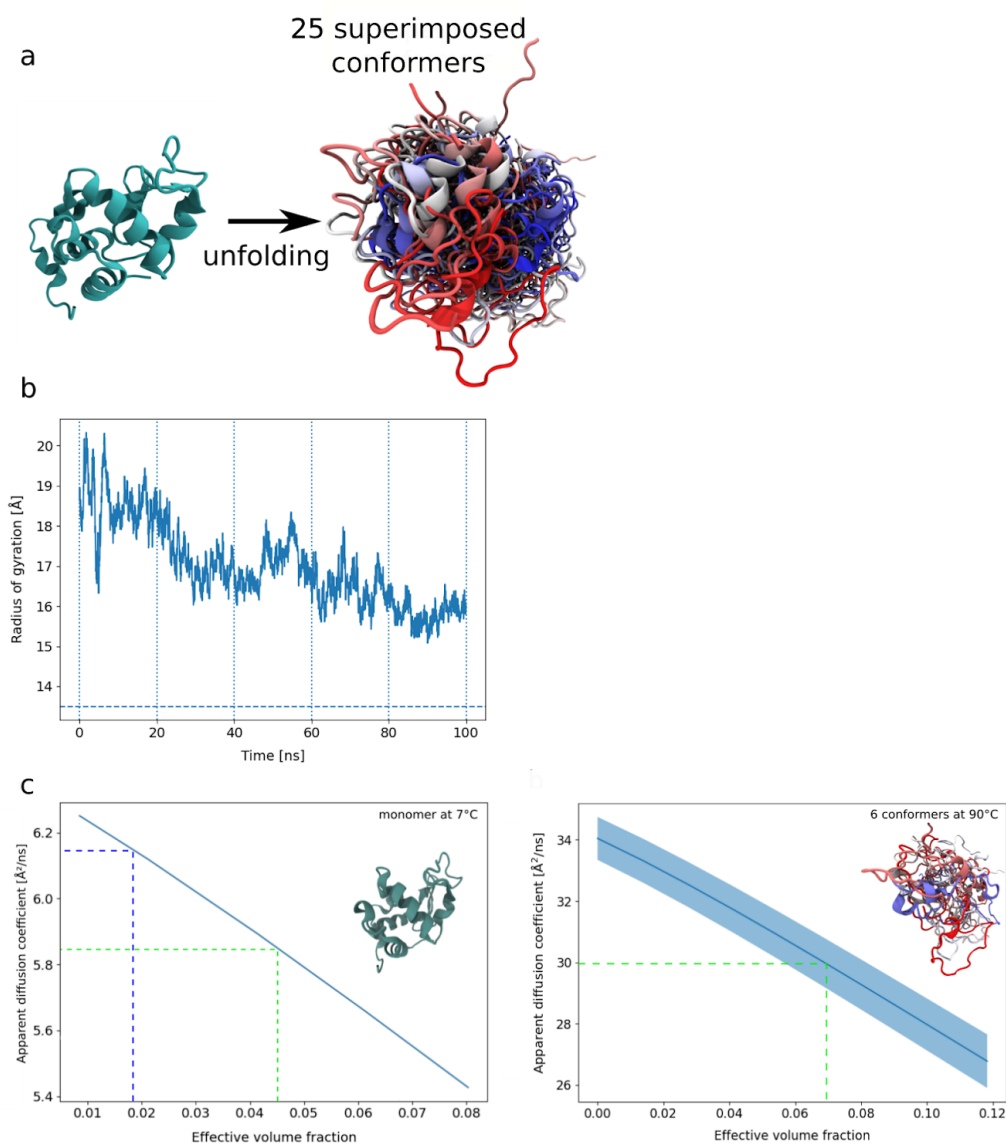 a
25 superimposed
conformers
unfolding
b
20
19
18
17
16
15
14
Radius of gyration [Å]
0
20
40
60
80
100
Time [ns]
c
monomer at 7°C
6.2
6.0
5.8
5.6
5.4
Apparent diffusion coefficient [Å²/ns]
0.01
0.02
0.03
0.04
0.05
0.06
0.07
0.08
Effective volume fraction
6 conformers at 90°C
34
32
30
28
26
Apparent diffusion coefficient [Å²/ns]
0.00
0.02
0.04
0.06
0.08
0.10
0.12
Effective volume fraction